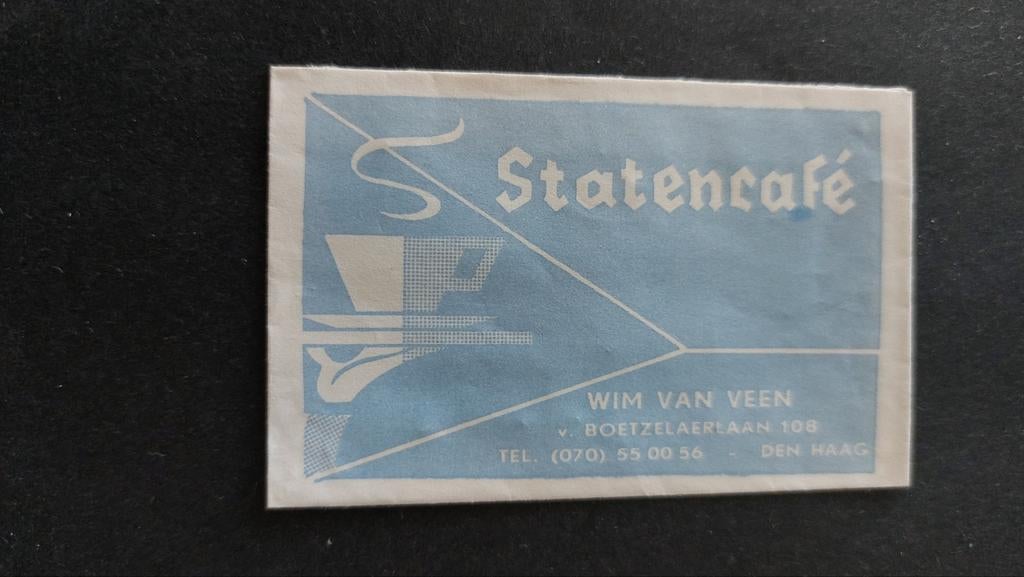 Statencafé
WIM VAN VEEN
v. BOETZELAERLAAN 108
TEL. (070) 55 00 56 - DEN HAAG